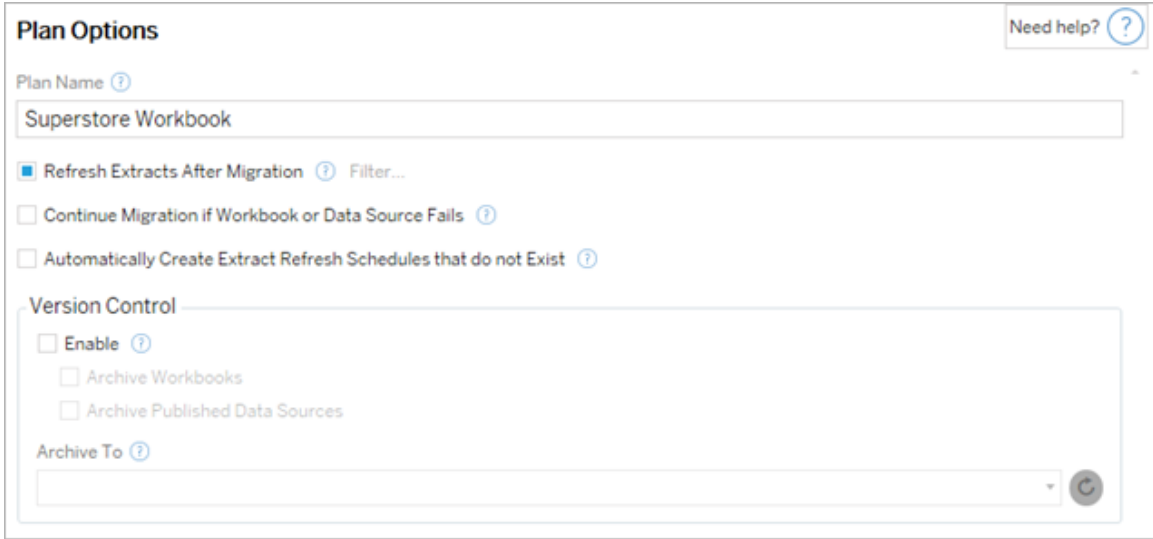 Plan Options
Need help? ?
Plan Name ?
Superstore Workbook
Refresh Extracts After Migration ? Filter...
Continue Migration if Workbook or Data Source Fails ?
Automatically Create Extract Refresh Schedules that do not Exist ?
Version Control
Enable ?
Archive Workbooks
Archive Published Data Sources
Archive To ?